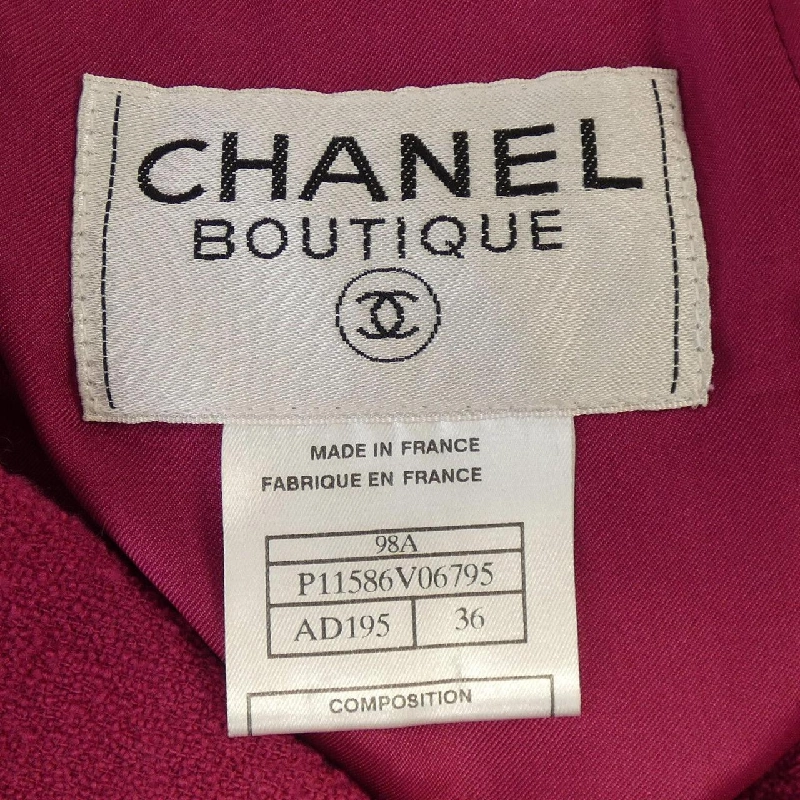 CHANEL
BOUTIQUE
MADE IN FRANCE
FABRIQUE EN FRANCE
98A
P11586V06795
AD195 36
COMPOSITION